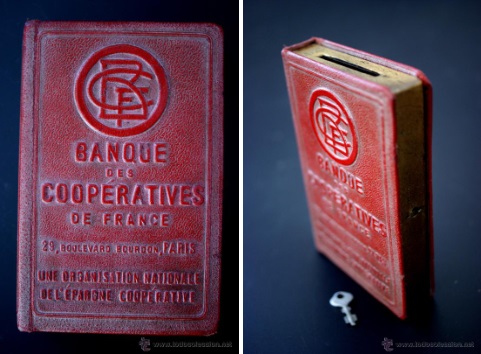 BCF
BANQUE
DES
COOPÉRATIVES
DE FRANCE
29, BOULEVARD BOURDON, PARIS
UNE ORGANISATION NATIONALE
DE L'ÉPARGNE COOPÉRATIVE
www.todocoleccion.net
BCF
BANQUE
COOPÉRATIVES
www.todocoleccion.net